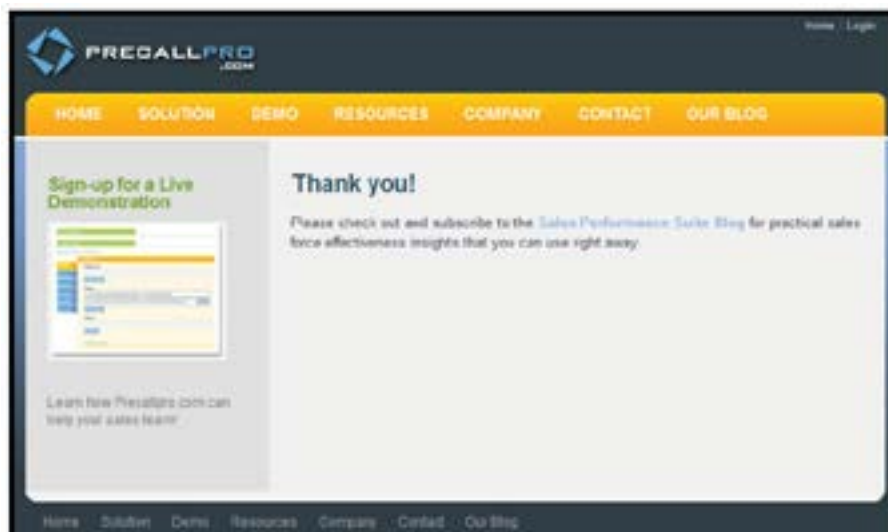 Home Login
PRECALLPRO
.COM
HOME SOLUTION DEMO RESOURCES COMPANY CONTACT OUR BLOG
Sign-up for a Live
Demonstration
Learn how Precallpro.com can
help your sales team!
Thank you!
Please check out and subscribe to the Sales Performance Suite Blog for practical sales
force effectiveness insights that you can use right away.
Home Solution Demo Resources Company Contact Our Blog